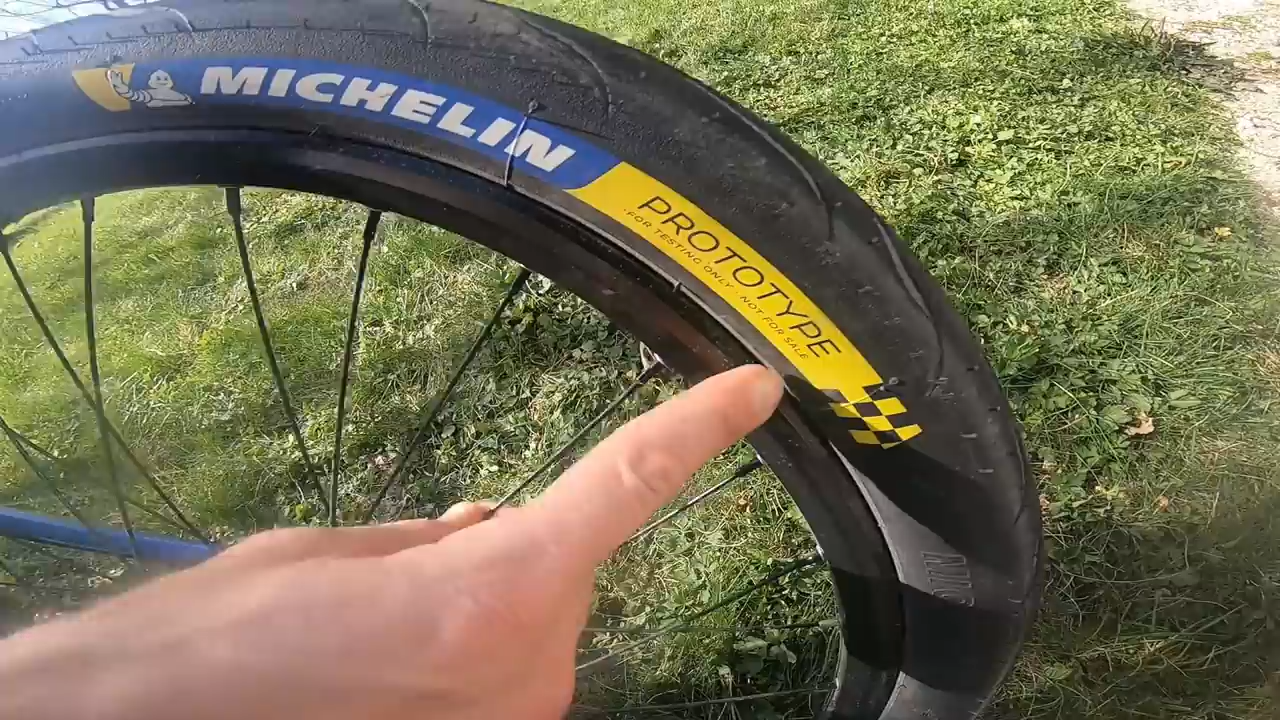 MICHELIN
PROTOTYPE
·FOR TESTING ONLY · NOT FOR SALE